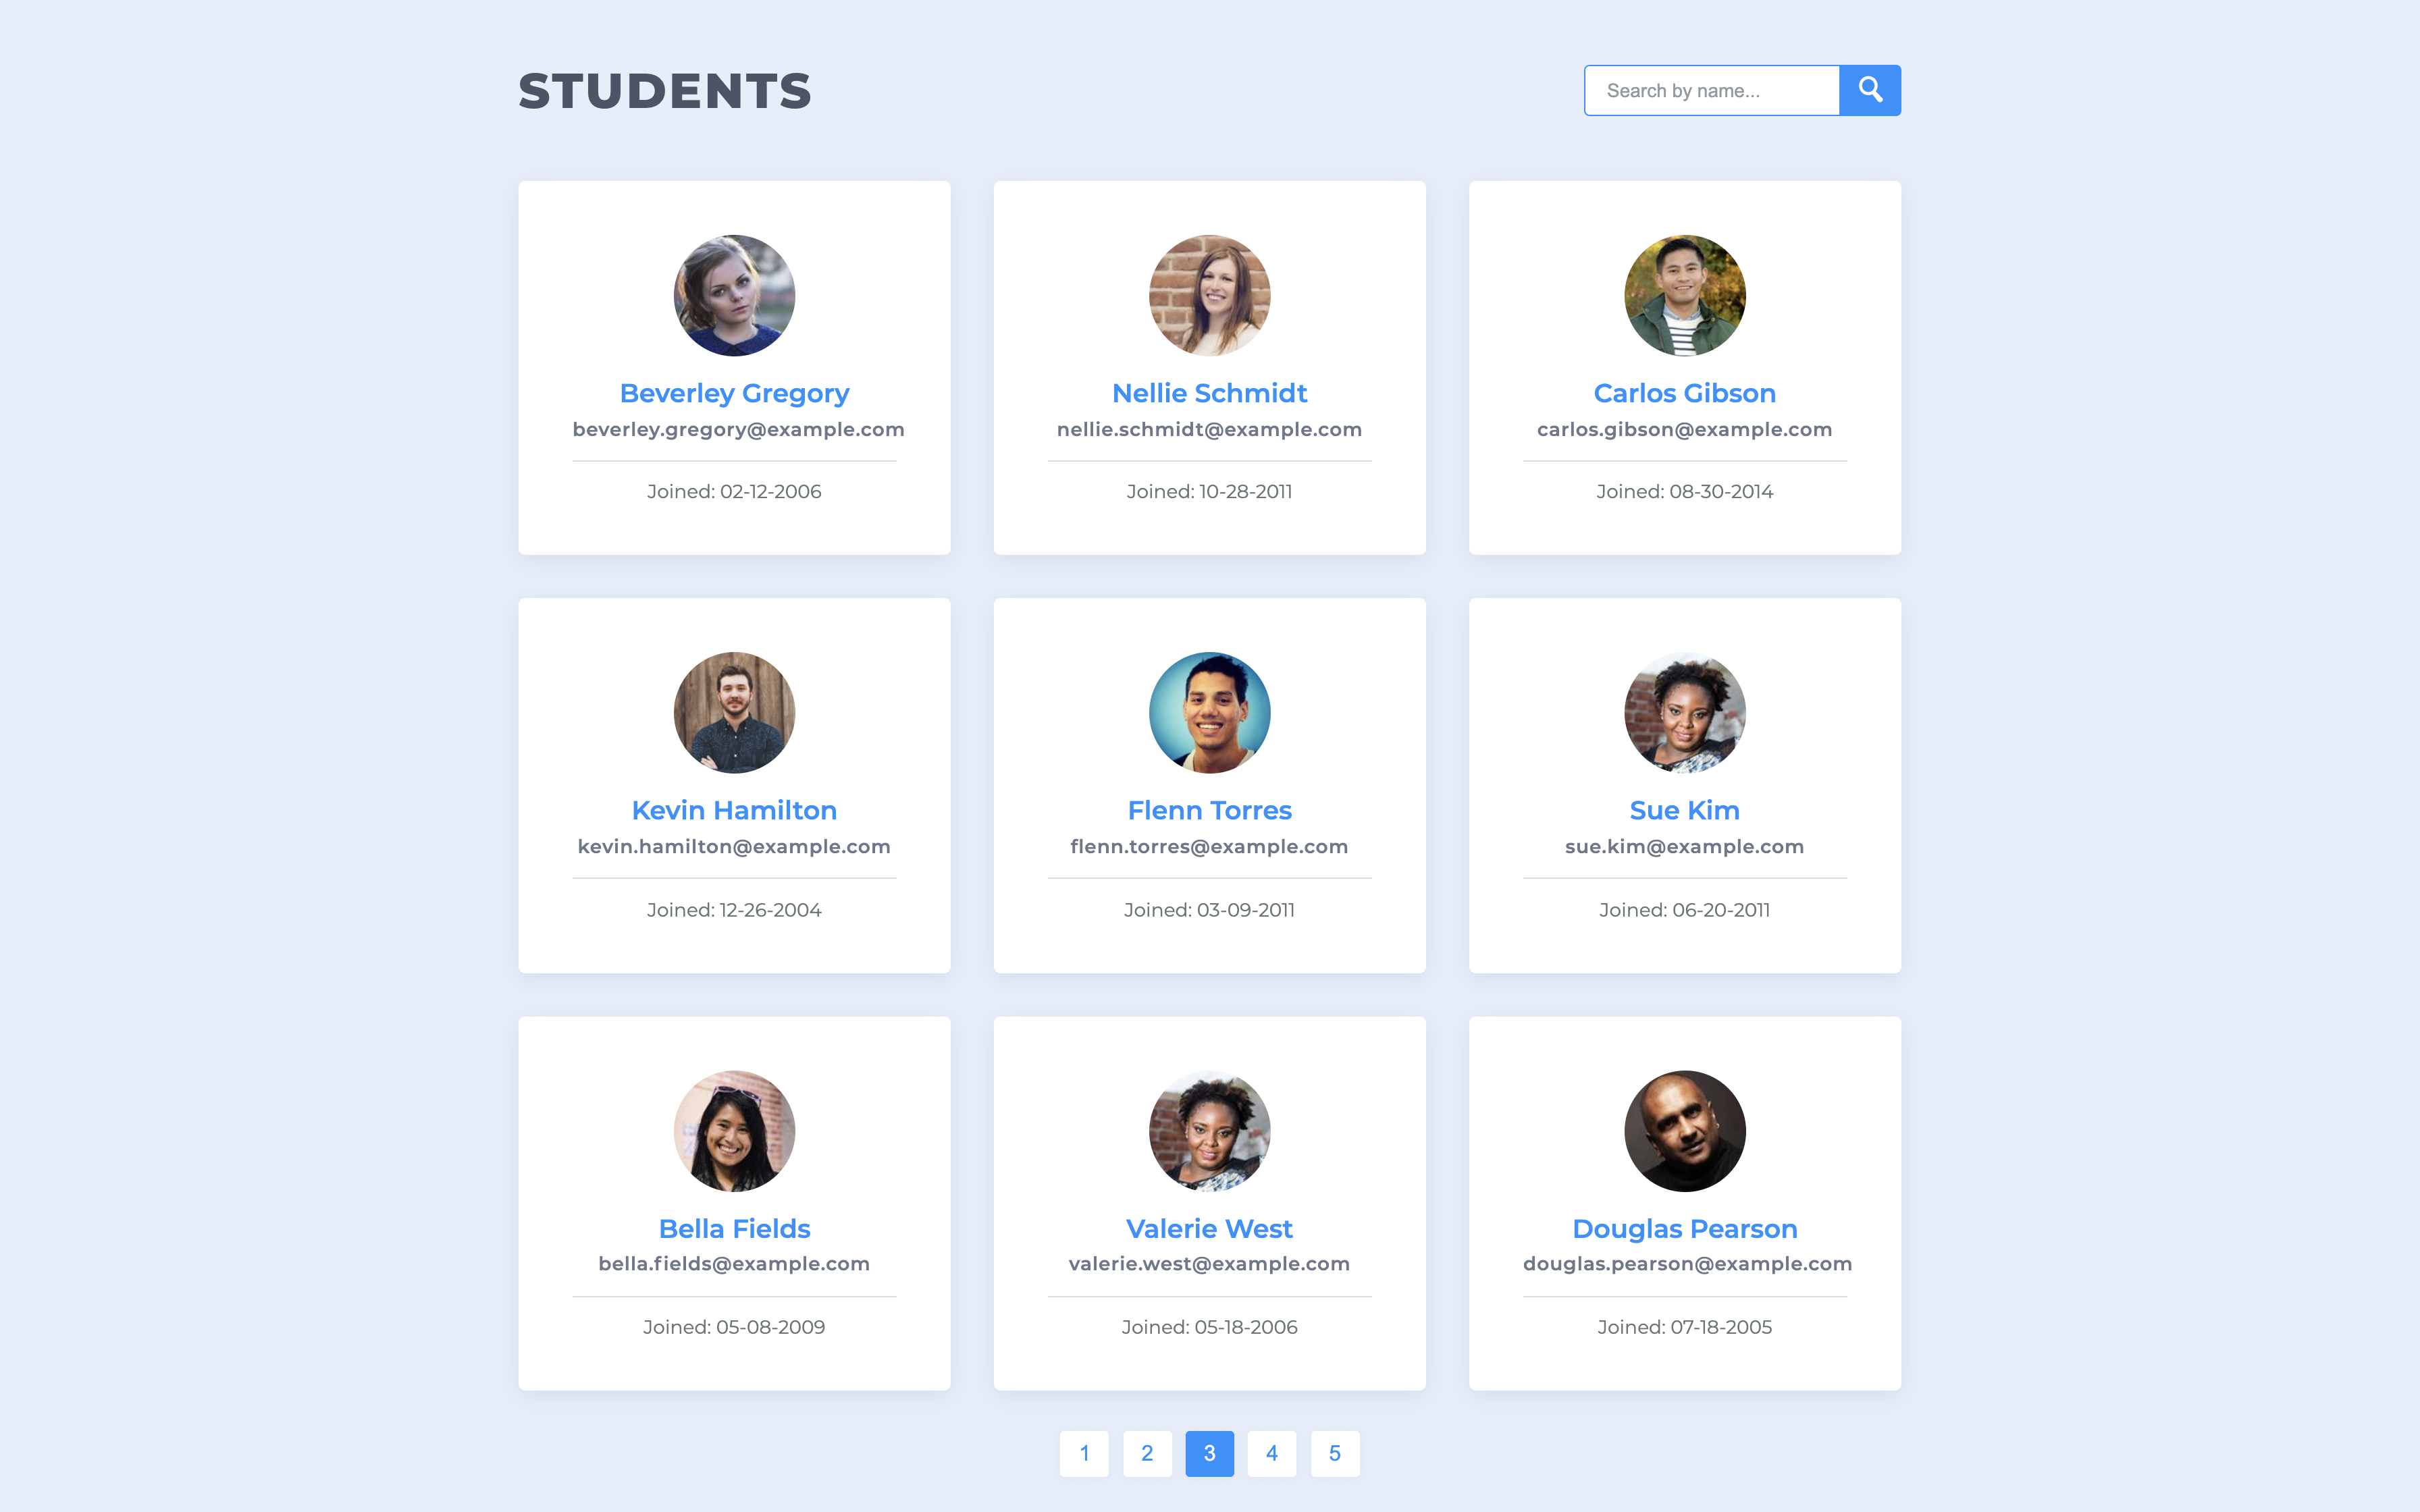 STUDENTS
Search by name...
Beverley Gregory
beverley.gregory@example.com
Joined: 02-12-2006
Nellie Schmidt
nellie.schmidt@example.com
Joined: 10-28-2011
Carlos Gibson
carlos.gibson@example.com
Joined: 08-30-2014
Kevin Hamilton
kevin.hamilton@example.com
Joined: 12-26-2004
Flenn Torres
flenn.torres@example.com
Joined: 03-09-2011
Sue Kim
sue.kim@example.com
Joined: 06-20-2011
Bella Fields
bella.fields@example.com
Joined: 05-08-2009
Valerie West
valerie.west@example.com
Joined: 05-18-2006
Douglas Pearson
douglas.pearson@example.com
Joined: 07-18-2005
1 2 3 4 5